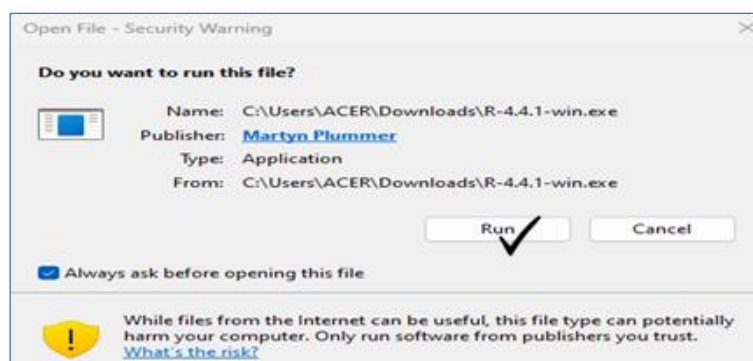 Open File - Security Warning
Do you want to run this file?
Name: C:\Users\ACER\Downloads\R-4.4.1-win.exe
Publisher: Martyn Plummer
Type: Application
From: C:\Users\ACER\Downloads\R-4.4.1-win.exe
Run Cancel
Always ask before opening this file
While files from the Internet can be useful, this file type can potentially
harm your computer. Only run software from publishers you trust.
What's the risk?